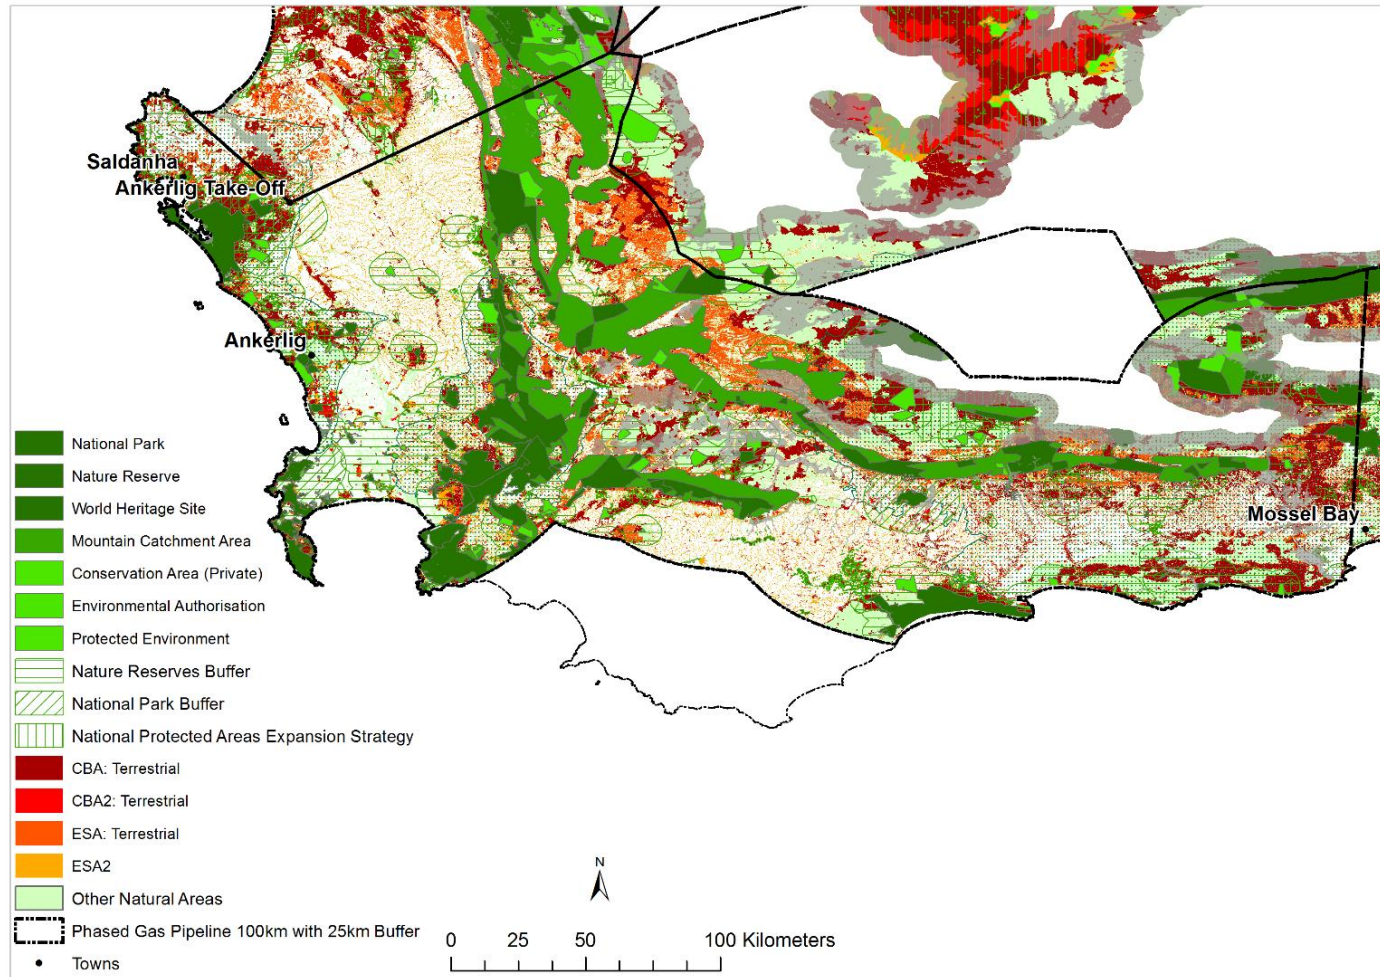 Saldanha
Ankerlig Take-Off
Ankerlig
Mossel Bay
National Park
Nature Reserve
World Heritage Site
Mountain Catchment Area
Conservation Area (Private)
Environmental Authorisation
Protected Environment
Nature Reserves Buffer
National Park Buffer
National Protected Areas Expansion Strategy
CBA: Terrestrial
CBA2: Terrestrial
ESA: Terrestrial
ESA2
Other Natural Areas
Phased Gas Pipeline 100km with 25km Buffer
Towns
N
0 25 50 100 Kilometers